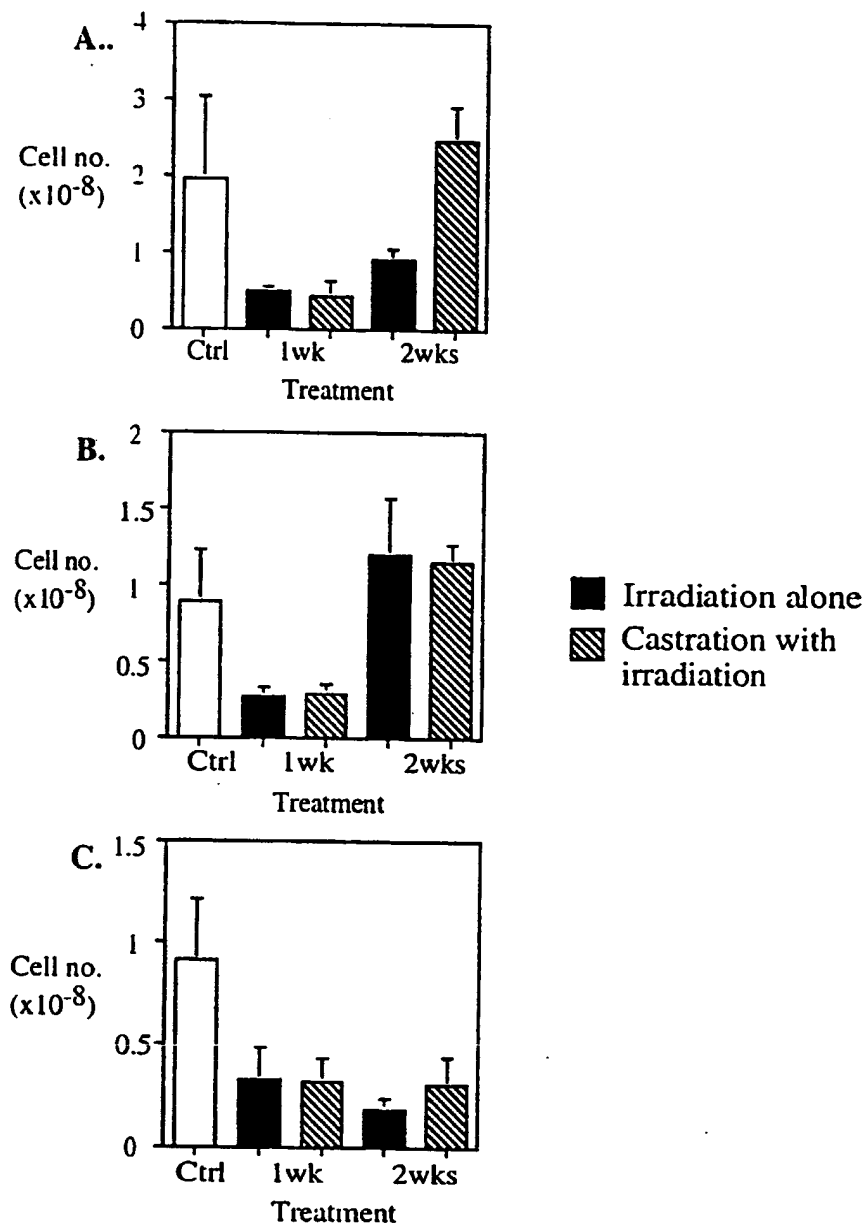 A..
4
3
2
1
0
Cell no.
(x10-8)
Ctrl 1wk 2wks
Treatment
B.
2
1.5
1
0.5
0
Cell no.
(x10-8)
Ctrl 1wk 2wks
Treatment
Irradiation alone
Castration with
irradiation
C.
1.5
1
0.5
0
Cell no.
(x10-8)
Ctrl 1wk 2wks
Treatment